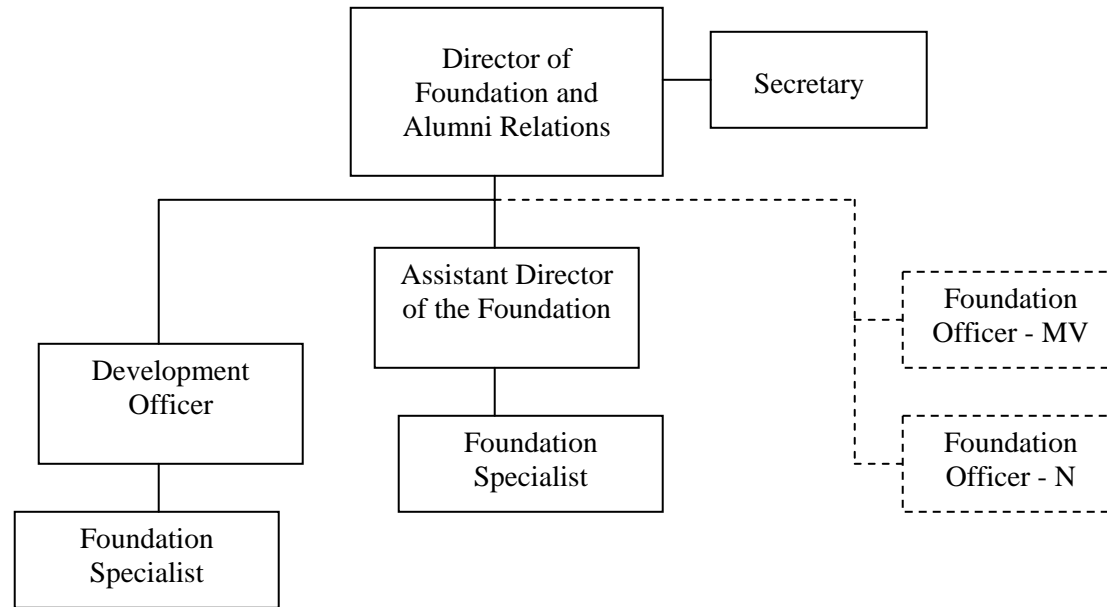 Director of
Foundation and
Alumni Relations
Secretary
Assistant Director
of the Foundation
Foundation
Officer - MV
Development
Officer
Foundation
Specialist
Foundation
Officer - N
Foundation
Specialist